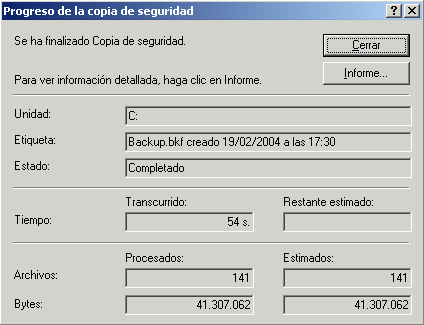 Progreso de la copia de seguridad
Se ha finalizado Copia de seguridad.
Cerrar
Para ver información detallada, haga clic en Informe.
Informe...
Unidad: C:
Etiqueta: Backup.bkf creado 19/02/2004 a las 17:30
Estado: Completado
Transcurrido: Restante estimado:
Tiempo: 54 s.
Procesados: Estimados:
Archivos: 141 141
Bytes: 41.307.062 41.307.062